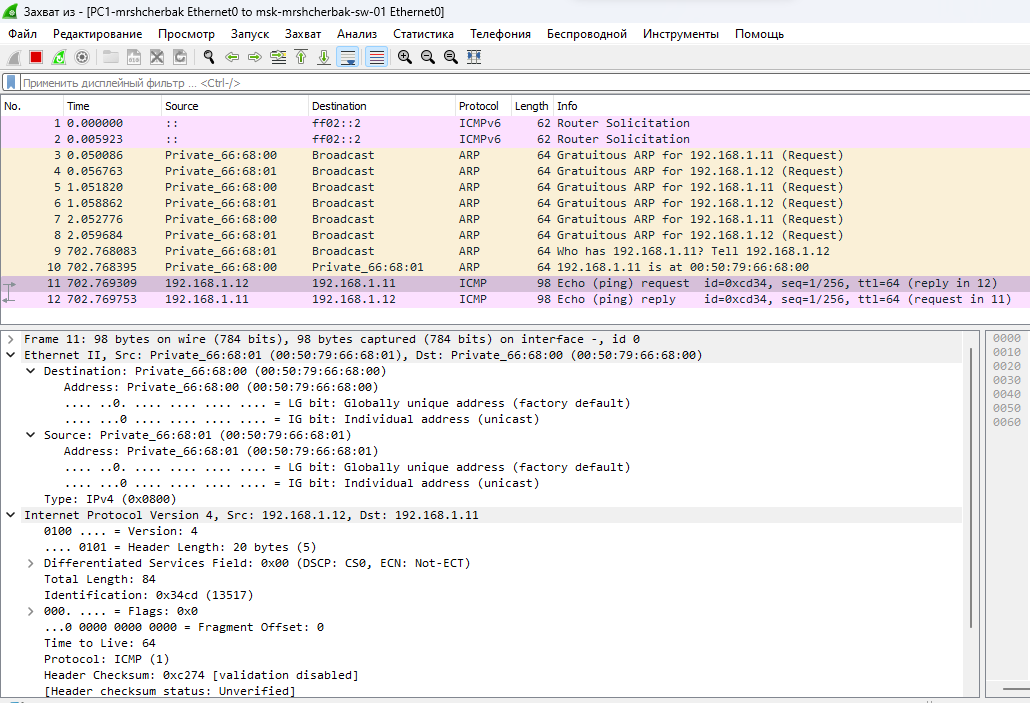 Захват из - [PC1-mrshcherbak Ethernet0 to msk-mrshcherbak-sw-01 Ethernet0]
Файл Редактирование Просмотр Запуск Захват Анализ Статистика Телефония Беспроводной Инструменты Помощь
Применить дисплейный фильтр ... <Ctrl-/>
No. Time Source Destination Protocol Length Info
1 0.000000 :: ff02::2 ICMPv6 62 Router Solicitation
2 0.005923 :: ff02::2 ICMPv6 62 Router Solicitation
3 0.050086 Private_66:68:00 Broadcast ARP 64 Gratuitous ARP for 192.168.1.11 (Request)
4 0.056763 Private_66:68:01 Broadcast ARP 64 Gratuitous ARP for 192.168.1.12 (Request)
5 1.051820 Private_66:68:00 Broadcast ARP 64 Gratuitous ARP for 192.168.1.11 (Request)
6 1.058862 Private_66:68:01 Broadcast ARP 64 Gratuitous ARP for 192.168.1.12 (Request)
7 2.052776 Private_66:68:00 Broadcast ARP 64 Gratuitous ARP for 192.168.1.11 (Request)
8 2.059684 Private_66:68:01 Broadcast ARP 64 Gratuitous ARP for 192.168.1.12 (Request)
9 702.768083 Private_66:68:01 Broadcast ARP 64 Who has 192.168.1.11? Tell 192.168.1.12
10 702.768395 Private_66:68:00 Private_66:68:01 ARP 64 192.168.1.11 is at 00:50:79:66:68:00
11 702.769309 192.168.1.12 192.168.1.11 ICMP 98 Echo (ping) request id=0xcd34, seq=1/256, ttl=64 (reply in 12)
12 702.769753 192.168.1.11 192.168.1.12 ICMP 98 Echo (ping) reply id=0xcd34, seq=1/256, ttl=64 (request in 11)
Frame 11: 98 bytes on wire (784 bits), 98 bytes captured (784 bits) on interface -, id 0
Ethernet II, Src: Private_66:68:01 (00:50:79:66:68:01), Dst: Private_66:68:00 (00:50:79:66:68:00)
Destination: Private_66:68:00 (00:50:79:66:68:00)
Address: Private_66:68:00 (00:50:79:66:68:00)
.... ..0. .... .... .... .... = LG bit: Globally unique address (factory default)
.... ...0 .... .... .... .... = IG bit: Individual address (unicast)
Source: Private_66:68:01 (00:50:79:66:68:01)
Address: Private_66:68:01 (00:50:79:66:68:01)
.... ..0. .... .... .... .... = LG bit: Globally unique address (factory default)
.... ...0 .... .... .... .... = IG bit: Individual address (unicast)
Type: IPv4 (0x0800)
Internet Protocol Version 4, Src: 192.168.1.12, Dst: 192.168.1.11
0100 .... = Version: 4
.... 0101 = Header Length: 20 bytes (5)
Differentiated Services Field: 0x00 (DSCP: CS0, ECN: Not-ECT)
Total Length: 84
Identification: 0x34cd (13517)
000. .... = Flags: 0x0
...0 0000 0000 0000 = Fragment Offset: 0
Time to Live: 64
Protocol: ICMP (1)
Header Checksum: 0xc274 [validation disabled]
[Header checksum status: Unverified]
0000
0010
0020
0030
0040
0050
0060